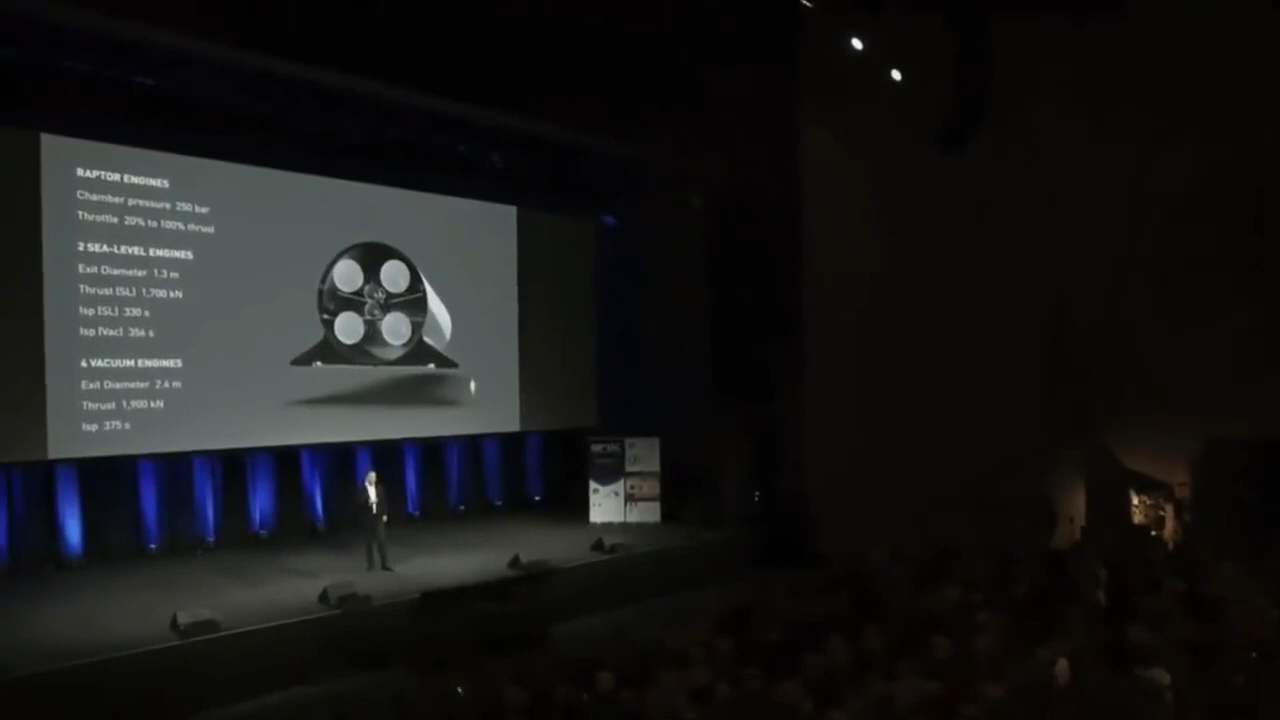 RAPTOR ENGINES
Chamber pressure 250 bar
Throttle 20% to 100% thrust
2 SEA-LEVEL ENGINES
Exit Diameter 1.3 m
Thrust [SL] 1,700 kN
Isp [SL] 330 s
Isp [Vac] 356 s
4 VACUUM ENGINES
Exit Diameter 2.4 m
Thrust 1,900 kN
Isp 375 s